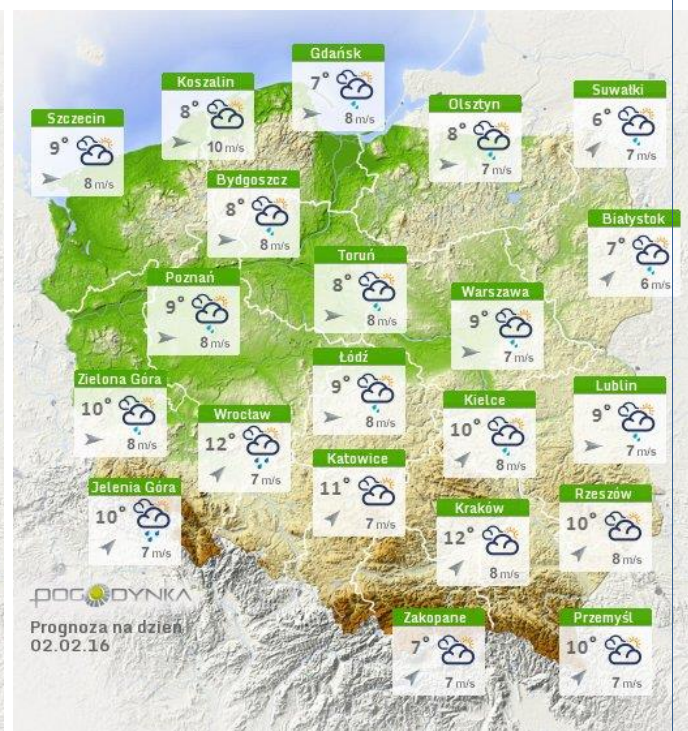 Gdańsk
7°
8 m/s
Koszalin
8°
10 m/s
Suwałki
6°
7 m/s
Olsztyn
8°
7 m/s
Szczecin
9°
8 m/s
Bydgoszcz
8°
8 m/s
Białystok
7°
6 m/s
Toruń
8°
8 m/s
Poznań
9°
8 m/s
Warszawa
9°
7 m/s
Łódź
9°
8 m/s
Zielona Góra
10°
8 m/s
Lublin
9°
7 m/s
Kielce
10°
8 m/s
Wrocław
12°
7 m/s
Katowice
11°
7 m/s
Jelenia Góra
10°
7 m/s
Rzeszów
10°
8 m/s
Kraków
12°
8 m/s
POGODYNKA
Prognoza na dzień
02.02.16
Zakopane
7°
7 m/s
Przemyśl
10°
7 m/s